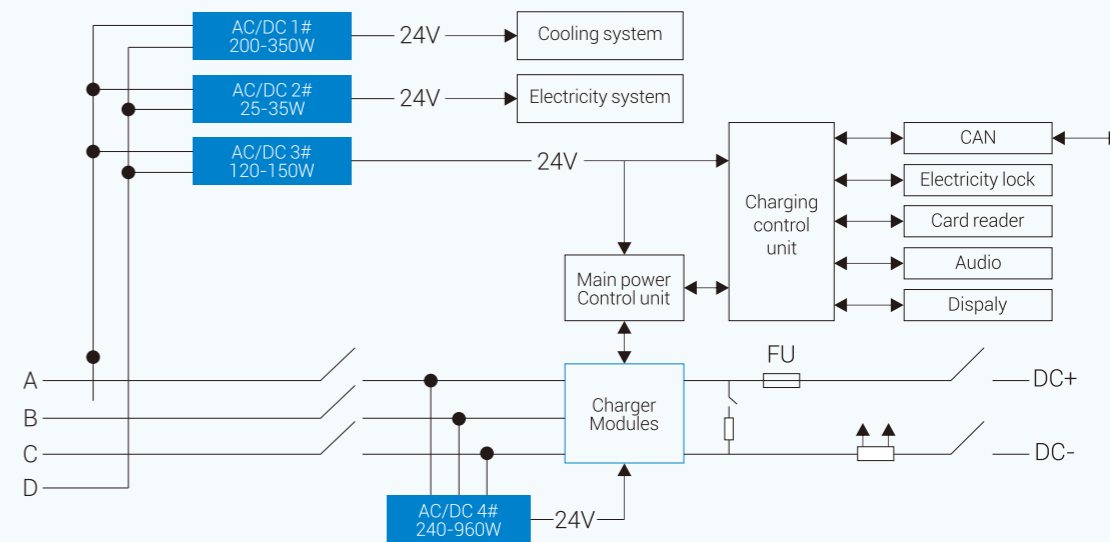 AC/DC 1#
200-350W
24V
Cooling system
AC/DC 2#
25-35W
24V
Electricity system
AC/DC 3#
120-150W
24V
Charging
control
unit
CAN
Electricity lock
Card reader
Audio
Dispaly
Main power
Control unit
FU
A
B
C
D
Charger
Modules
DC+
DC-
AC/DC 4#
240-960W
24V